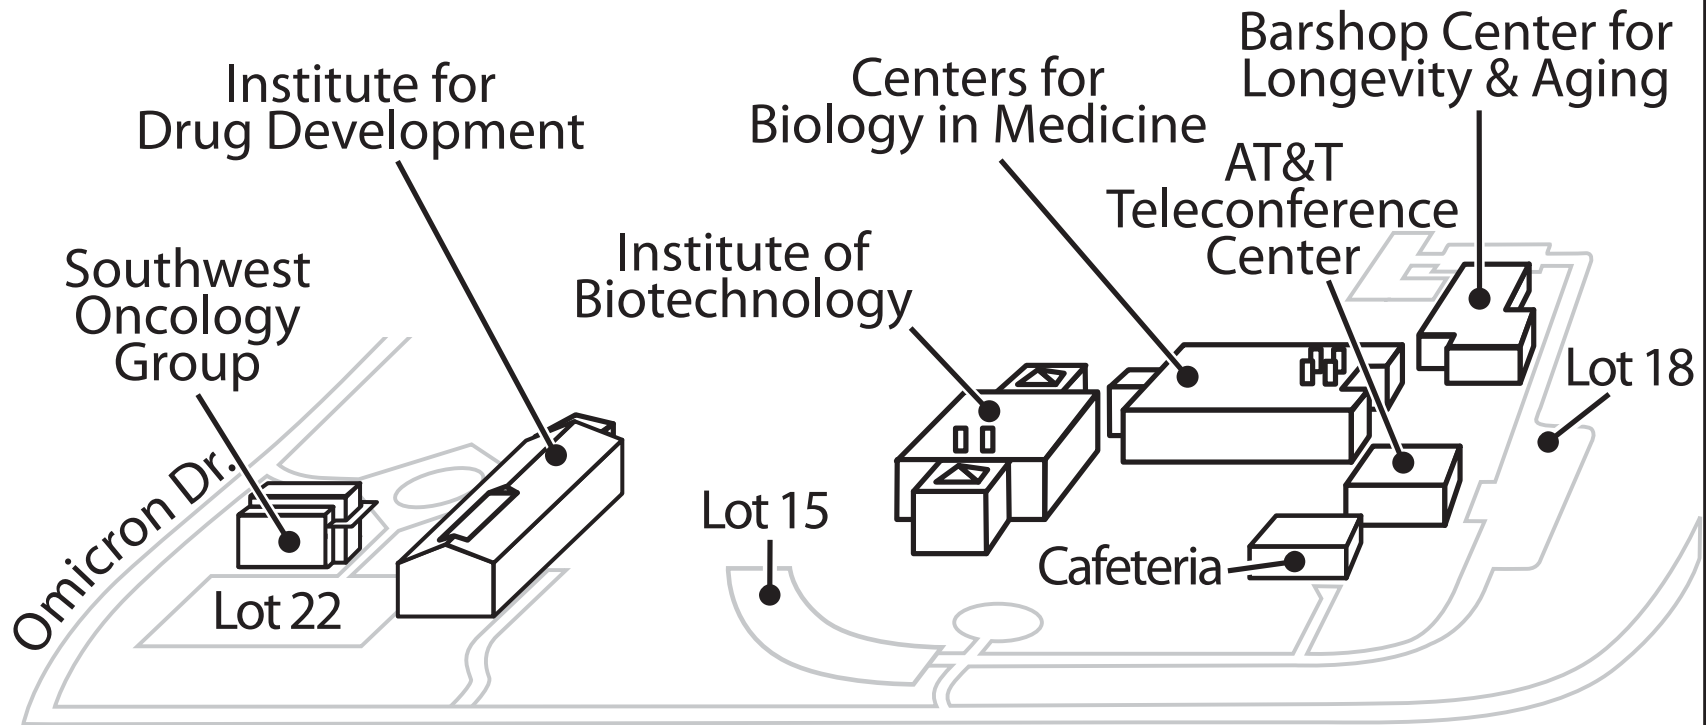 Barshop Center for
Longevity & Aging
Institute for
Drug Development
Centers for
Biology in Medicine
AT&T
Teleconference
Center
Institute of
Biotechnology
Southwest
Oncology
Group
Lot 18
Omicron Dr.
Lot 15
Cafeteria
Lot 22